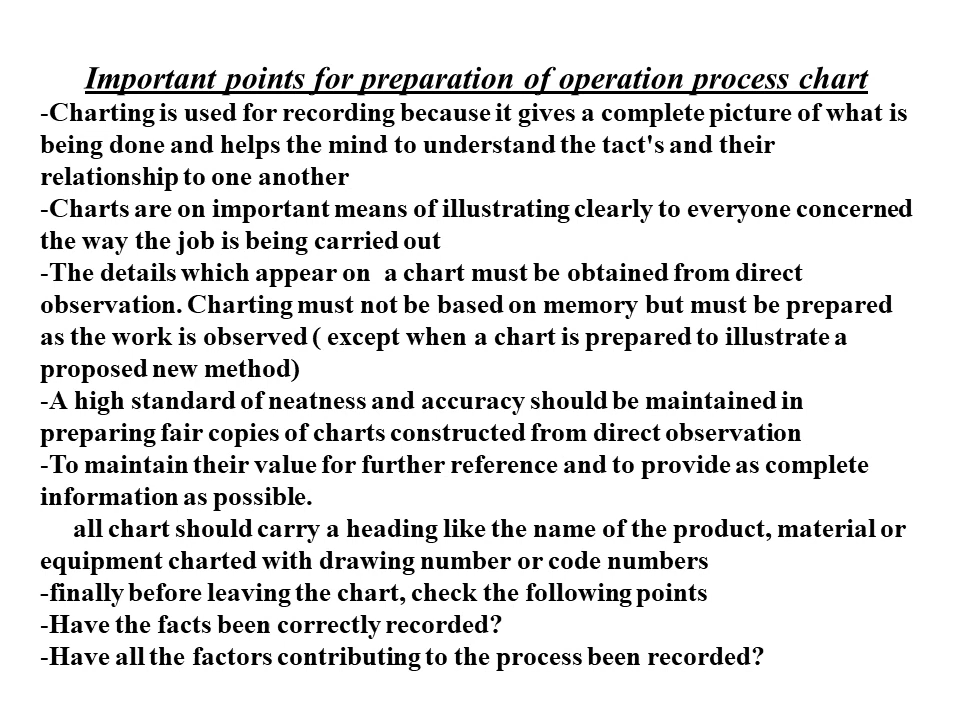 Important points for preparation of operation process chart
-Charting is used for recording because it gives a complete picture of what is
being done and helps the mind to understand the tact's and their
relationship to one another
-Charts are on important means of illustrating clearly to everyone concerned
the way the job is being carried out
-The details which appear on  a chart must be obtained from direct
observation. Charting must not be based on memory but must be prepared
as the work is observed ( except when a chart is prepared to illustrate a
proposed new method)
-A high standard of neatness and accuracy should be maintained in
preparing fair copies of charts constructed from direct observation
-To maintain their value for further reference and to provide as complete
information as possible.
all chart should carry a heading like the name of the product, material or
equipment charted with drawing number or code numbers
-finally before leaving the chart, check the following points
-Have the facts been correctly recorded?
-Have all the factors contributing to the process been recorded?